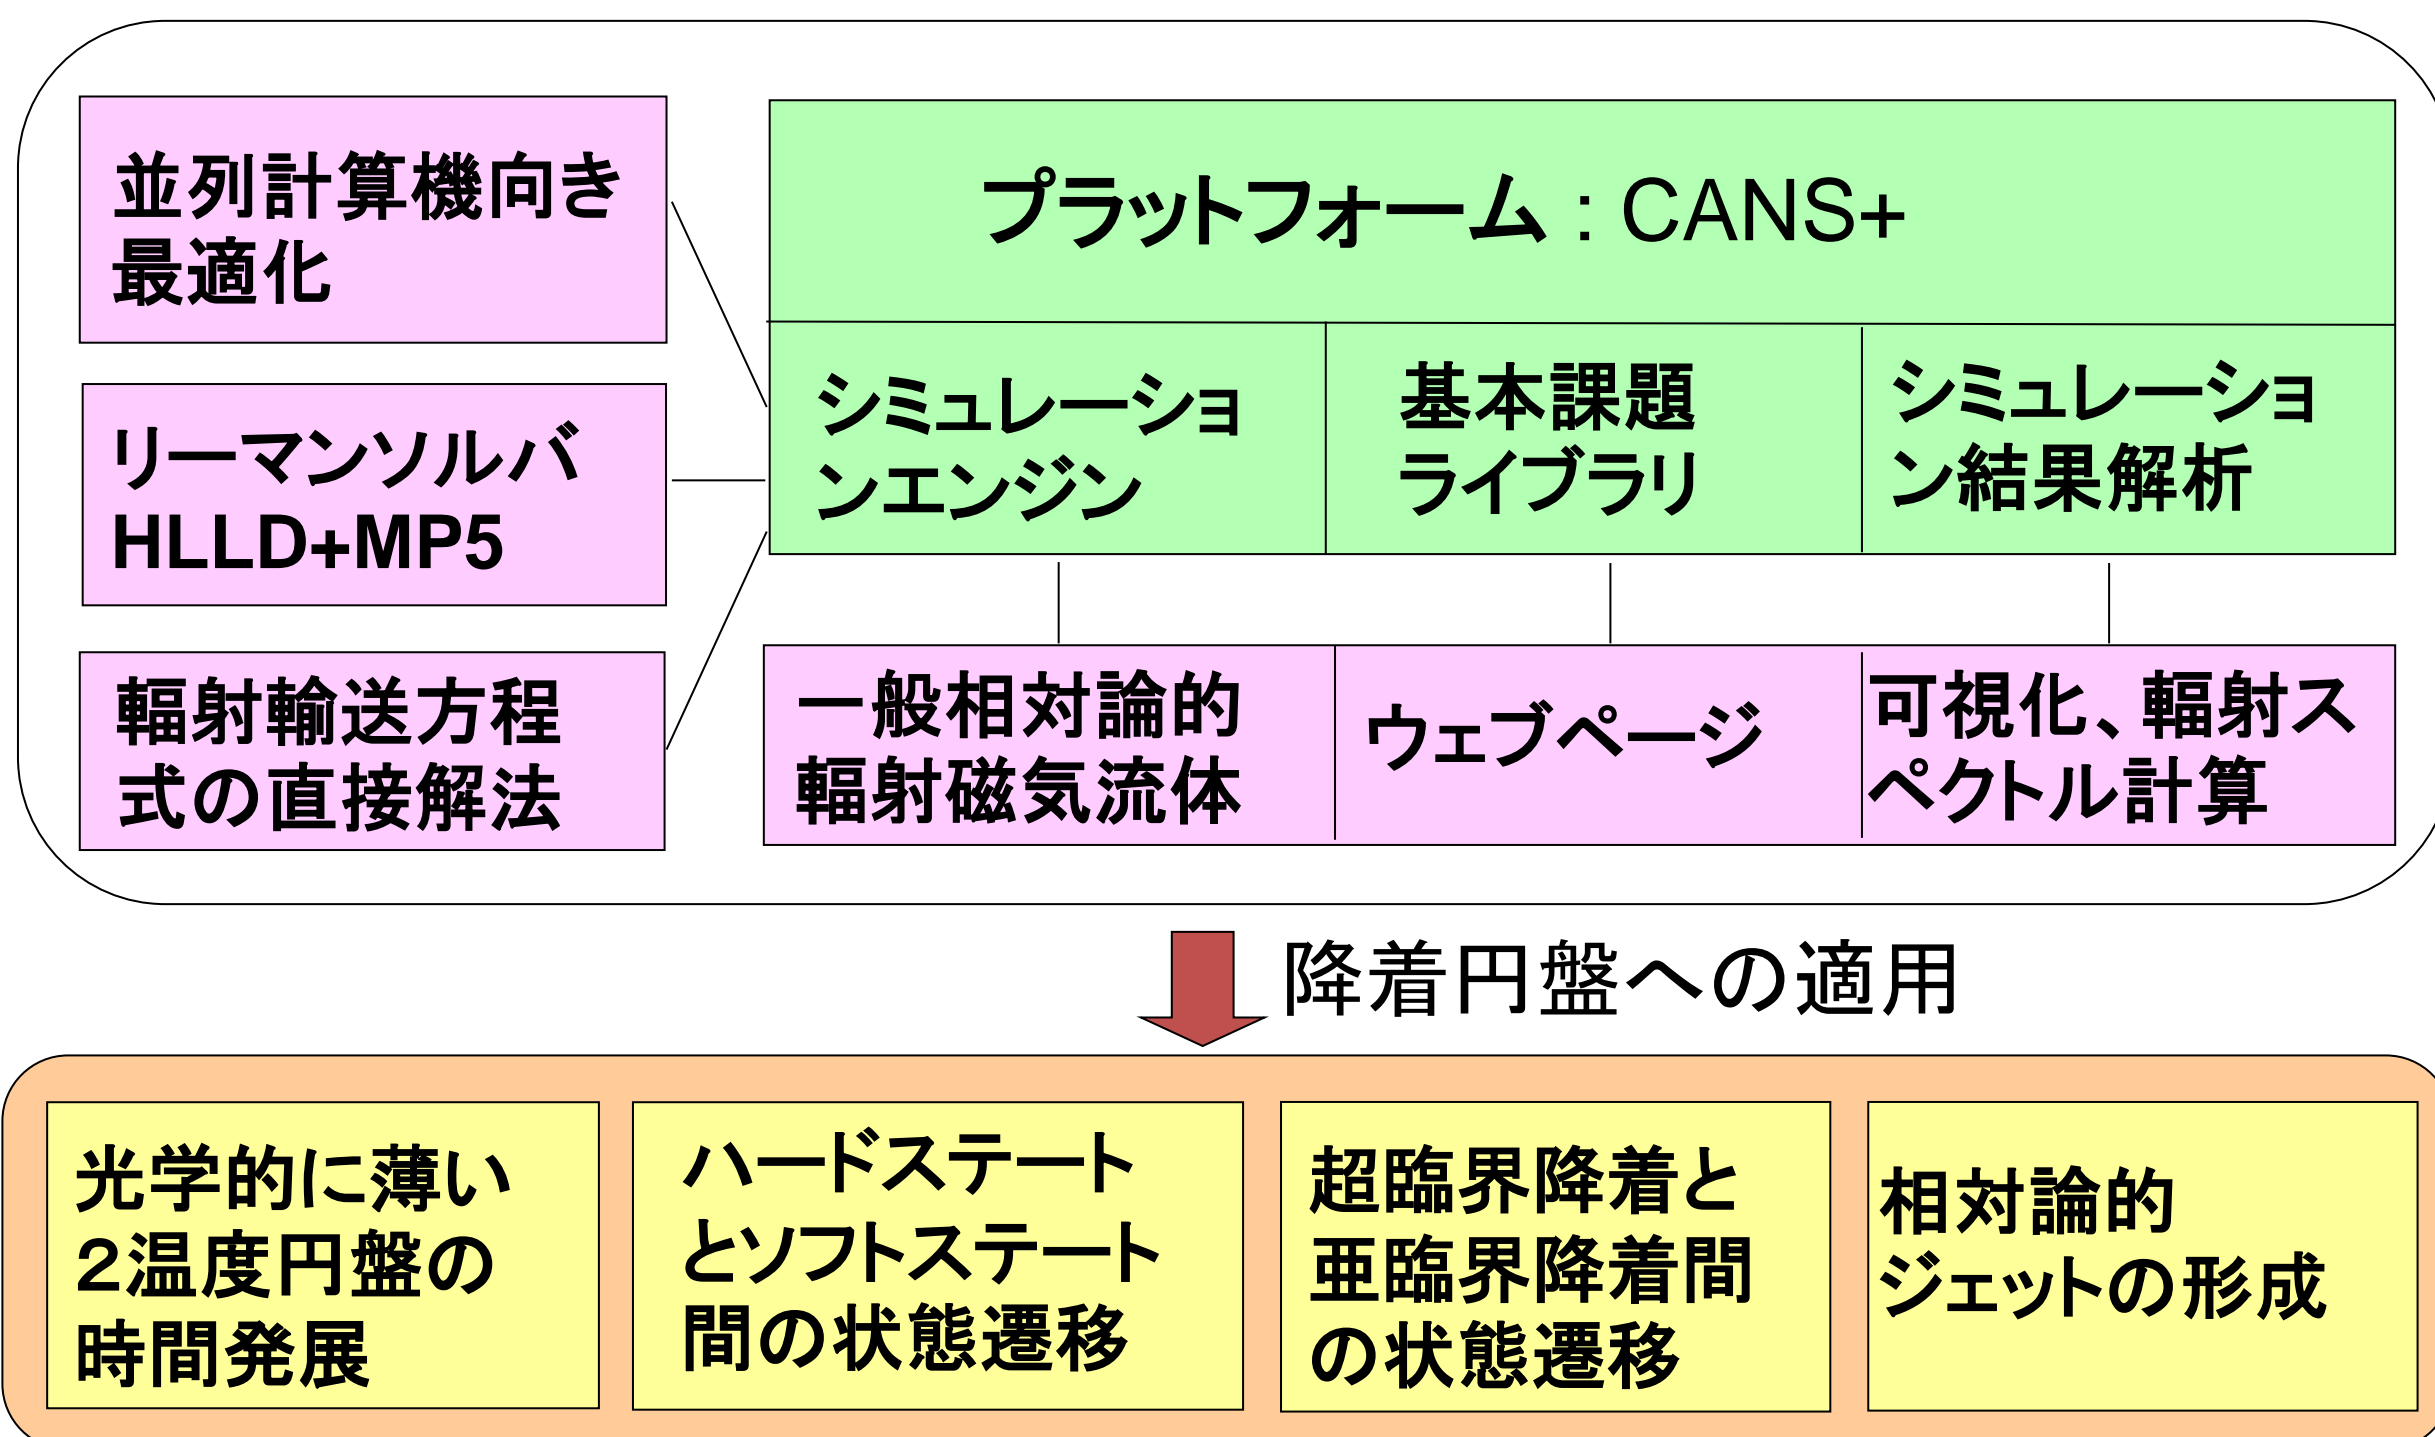 並列計算機向き
最適化
リーマンソルバ
HLLD+MP5
輻射輸送方程
式の直接解法
プラットフォーム : CANS+
シミュレーショ
ンエンジン
基本課題
ライブラリ
シミュレーショ
ン結果解析
一般相対論的
輻射磁気流体
ウェブページ
可視化、輻射ス
ペクトル計算
降着円盤への適用
光学的に薄い
２温度円盤の
時間発展
ハードステート
とソフトステート
間の状態遷移
超臨界降着と
亜臨界降着間
の状態遷移
相対論的
ジェットの形成